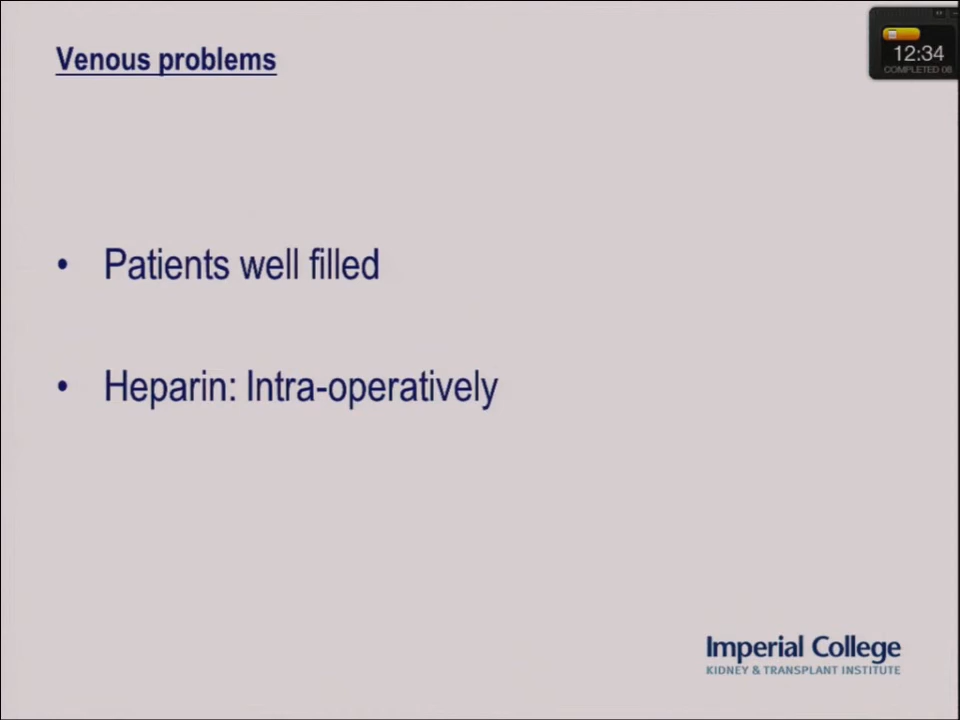 Venous problems
12:34
COMPLETED 08
• Patients well filled
• Heparin: Intra-operatively
Imperial College
KIDNEY & TRANSPLANT INSTITUTE